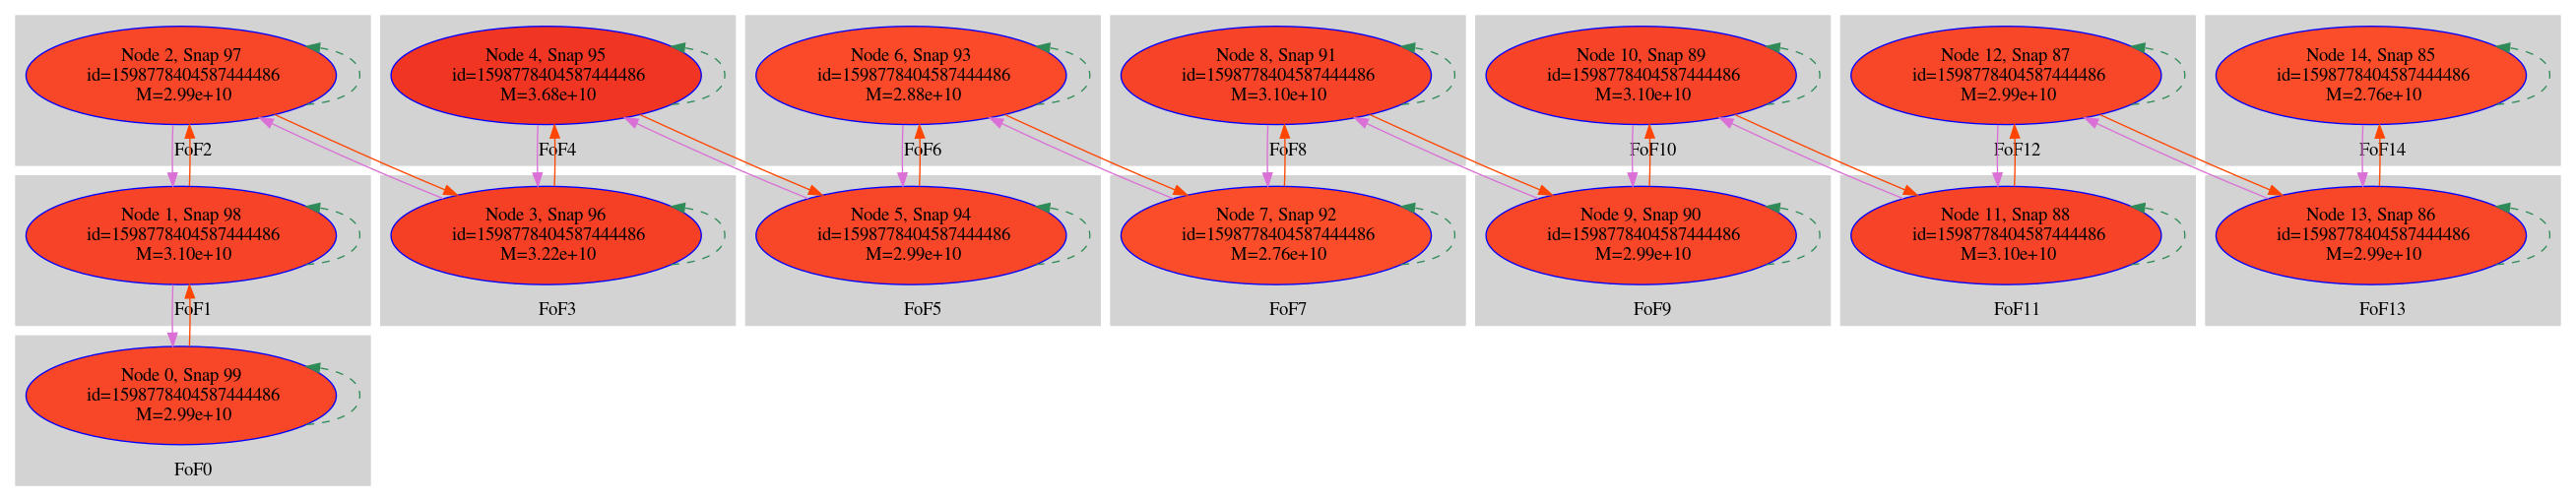 Node 2, Snap 97
id=1598778404587444486
M=2.99e+10
FoF2
Node 4, Snap 95
id=1598778404587444486
M=3.68e+10
FoF4
Node 6, Snap 93
id=1598778404587444486
M=2.88e+10
FoF6
Node 8, Snap 91
id=1598778404587444486
M=3.10e+10
FoF8
Node 10, Snap 89
id=1598778404587444486
M=3.10e+10
FoF10
Node 12, Snap 87
id=1598778404587444486
M=2.99e+10
FoF12
Node 14, Snap 85
id=1598778404587444486
M=2.76e+10
FoF14
Node 1, Snap 98
id=1598778404587444486
M=3.10e+10
FoF1
Node 3, Snap 96
id=1598778404587444486
M=3.22e+10
FoF3
Node 5, Snap 94
id=1598778404587444486
M=2.99e+10
FoF5
Node 7, Snap 92
id=1598778404587444486
M=2.76e+10
FoF7
Node 9, Snap 90
id=1598778404587444486
M=2.99e+10
FoF9
Node 11, Snap 88
id=1598778404587444486
M=3.10e+10
FoF11
Node 13, Snap 86
id=1598778404587444486
M=2.99e+10
FoF13
Node 0, Snap 99
id=1598778404587444486
M=2.99e+10
FoF0